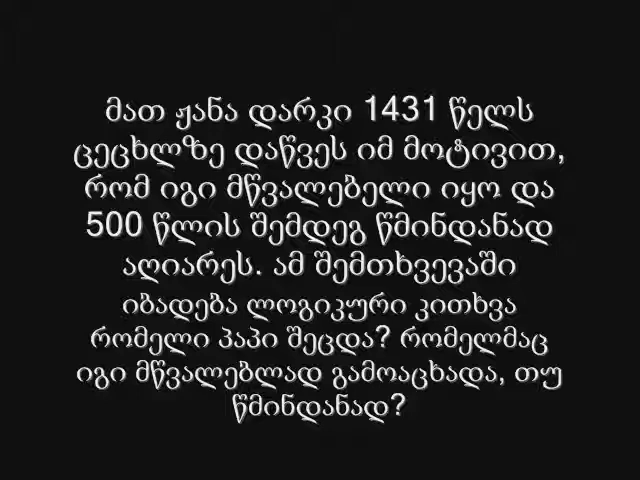 მათ ჟანა დარკი 1431 წელს
ცეცხლზე დაწვეს იმ მოტივით,
რომ იგი მწვალებელი იყო და
500 წლის შემდეგ წმინდანად
აღიარეს. ამ შემთხვევაში
იბადება ლოგიკური კითხვა
რომელი პაპი შეცდა? რომელმაც
იგი მწვალებლად გამოაცხადა, თუ
წმინდანად?